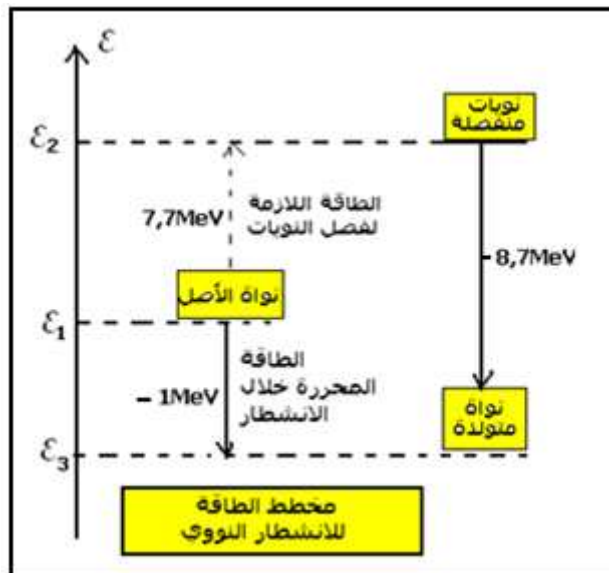 ℰ
نويات
منفصلة
ℰ2
7,7MeV
الطاقة اللازمة
لفصل النويات
- 8,7MeV
نواة الأصل
ℰ1
- 1MeV
الطاقة
المحررة خلال
الانشطار
نواة
متولدة
ℰ3
مخطط الطاقة
للانشطار النووي